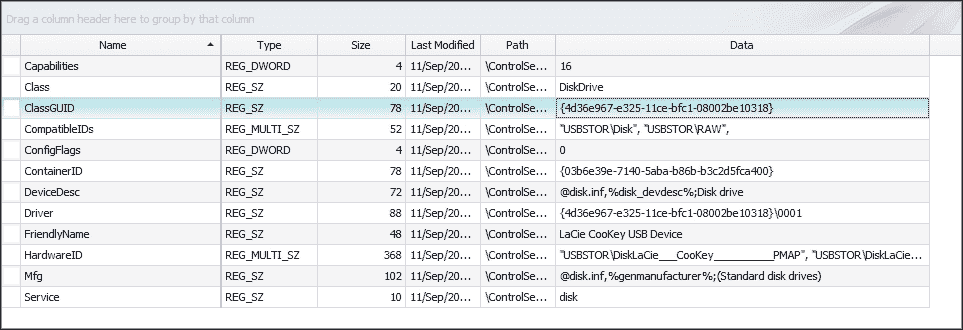 Drag a column header here to group by that column
Name Type Size Last Modified Path Data
Capabilities REG_DWORD 4 11/Sep/20... \ControlSe... 16
Class REG_SZ 20 11/Sep/20... \ControlSe... DiskDrive
ClassGUID REG_SZ 78 11/Sep/20... \ControlSe... {4d36e967-e325-11ce-bfc1-08002be10318}
CompatibleIDs REG_MULTI_SZ 52 11/Sep/20... \ControlSe... "USBSTOR\Disk", "USBSTOR\RAW",
ConfigFlags REG_DWORD 4 11/Sep/20... \ControlSe... 0
ContainerID REG_SZ 78 11/Sep/20... \ControlSe... {03b6e39e-7140-5aba-b86b-b3c2d5fca400}
DeviceDesc REG_SZ 72 11/Sep/20... \ControlSe... @disk.inf,%disk_devdesc%;Disk drive
Driver REG_SZ 88 11/Sep/20... \ControlSe... {4d36e967-e325-11ce-bfc1-08002be10318}\0001
FriendlyName REG_SZ 48 11/Sep/20... \ControlSe... LaCie CooKey USB Device
HardwareID REG_MULTI_SZ 368 11/Sep/20... \ControlSe... "USBSTOR\DiskLaCie___CooKey__________PMAP", "USBSTOR\DiskLaCie...
Mfg REG_SZ 102 11/Sep/20... \ControlSe... @disk.inf,%genmanufacturer%;(Standard disk drives)
Service REG_SZ 10 11/Sep/20... \ControlSe... disk